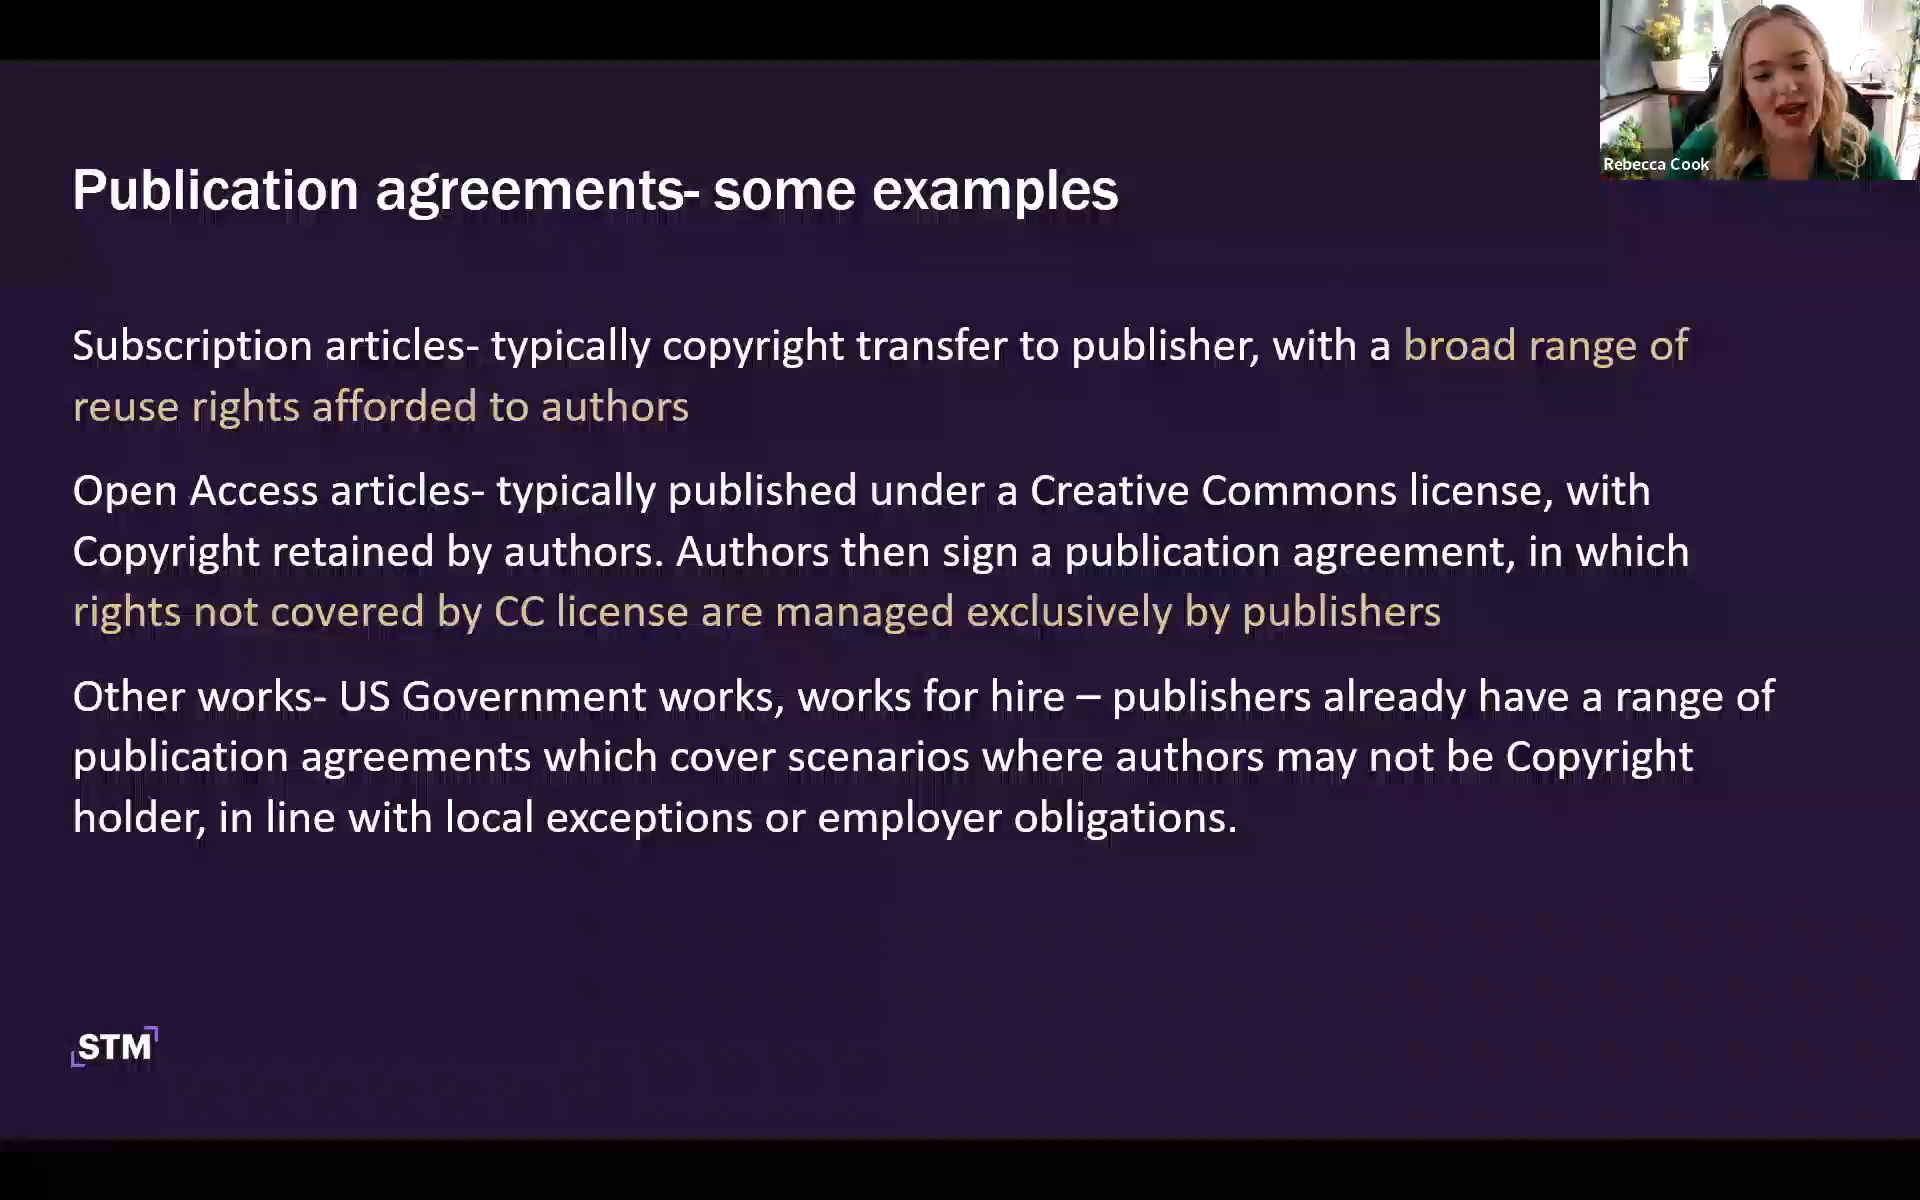 Rebecca Cook
Publication agreements- some examples
Subscription articles- typically copyright transfer to publisher, with a broad range of
reuse rights afforded to authors
Open Access articles- typically published under a Creative Commons license, with
Copyright retained by authors. Authors then sign a publication agreement, in which
rights not covered by CC license are managed exclusively by publishers
Other works- US Government works, works for hire – publishers already have a range of
publication agreements which cover scenarios where authors may not be Copyright
holder, in line with local exceptions or employer obligations.
STM